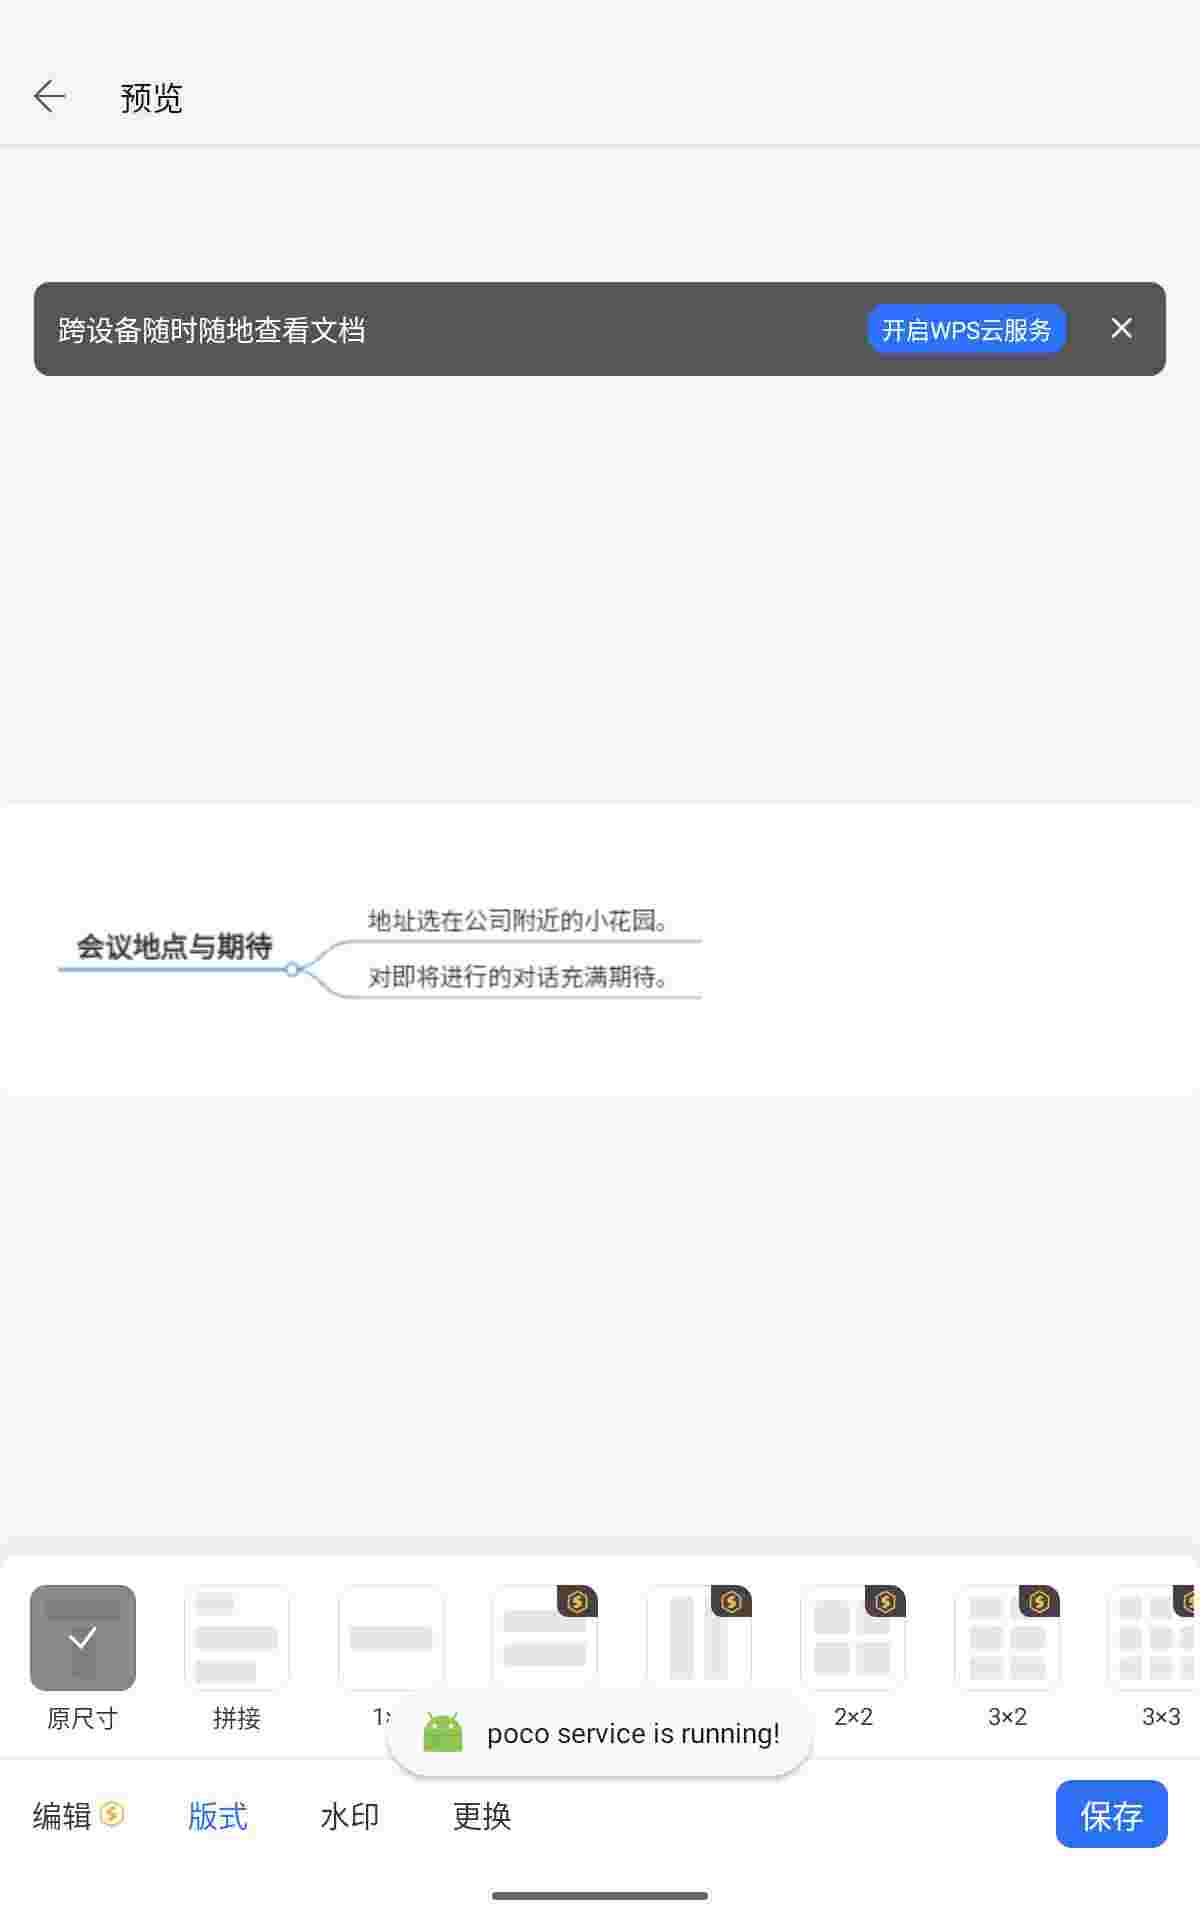 预览
跨设备随时随地查看文档
开启WPS云服务
会议地点与期待
地址选在公司附近的小花园。
对即将进行的对话充满期待。
原尺寸
拼接
2×2
3×2
3×3
poco service is running!
编辑
版式
水印
更换
保存